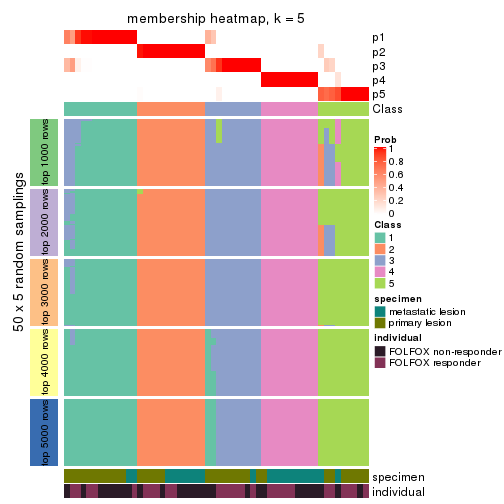 membership heatmap, k = 5
p1
p2
p3
p4
p5
Class
50 x 5 random samplings
top 1000 rows
top 2000 rows
top 3000 rows
top 4000 rows
top 5000 rows
Prob
1
0.8
0.6
0.4
0.2
0
Class
1
2
3
4
5
specimen
metastatic lesion
primary lesion
individual
FOLFOX non-responder
FOLFOX responder
specimen
individual